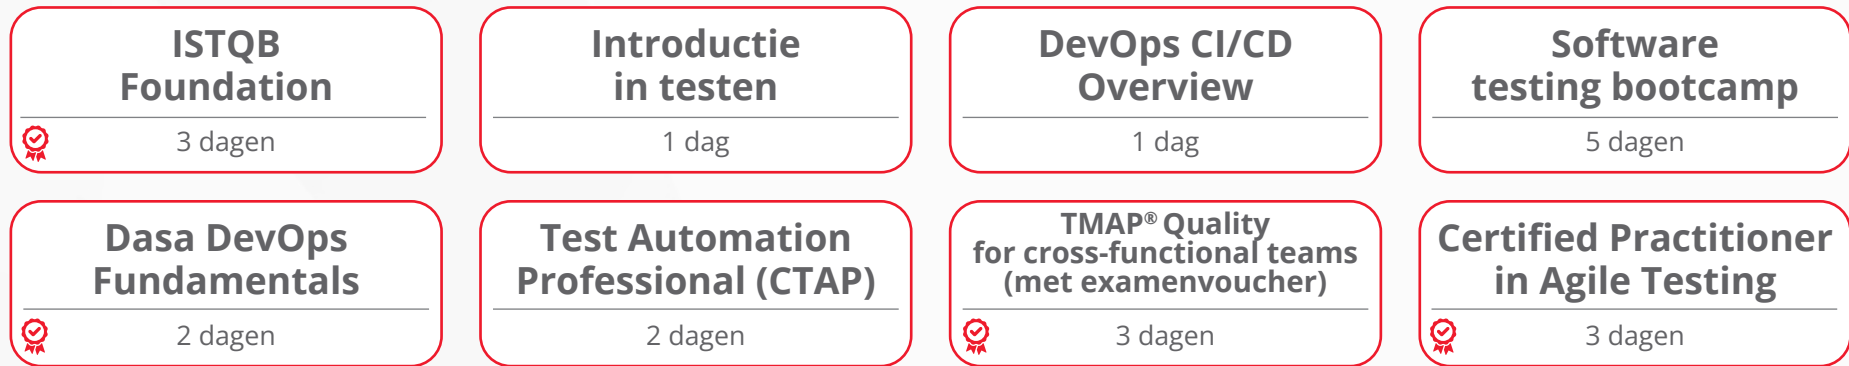 ISTQB
Foundation
3 dagen
Introductie
in testen
1 dag
DevOps CI/CD
Overview
1 dag
Software
testing bootcamp
5 dagen
Dasa DevOps
Fundamentals
2 dagen
Test Automation
Professional (CTAP)
2 dagen
TMAP® Quality
for cross-functional teams
(met examenvoucher)
3 dagen
Certified Practitioner
in Agile Testing
3 dagen